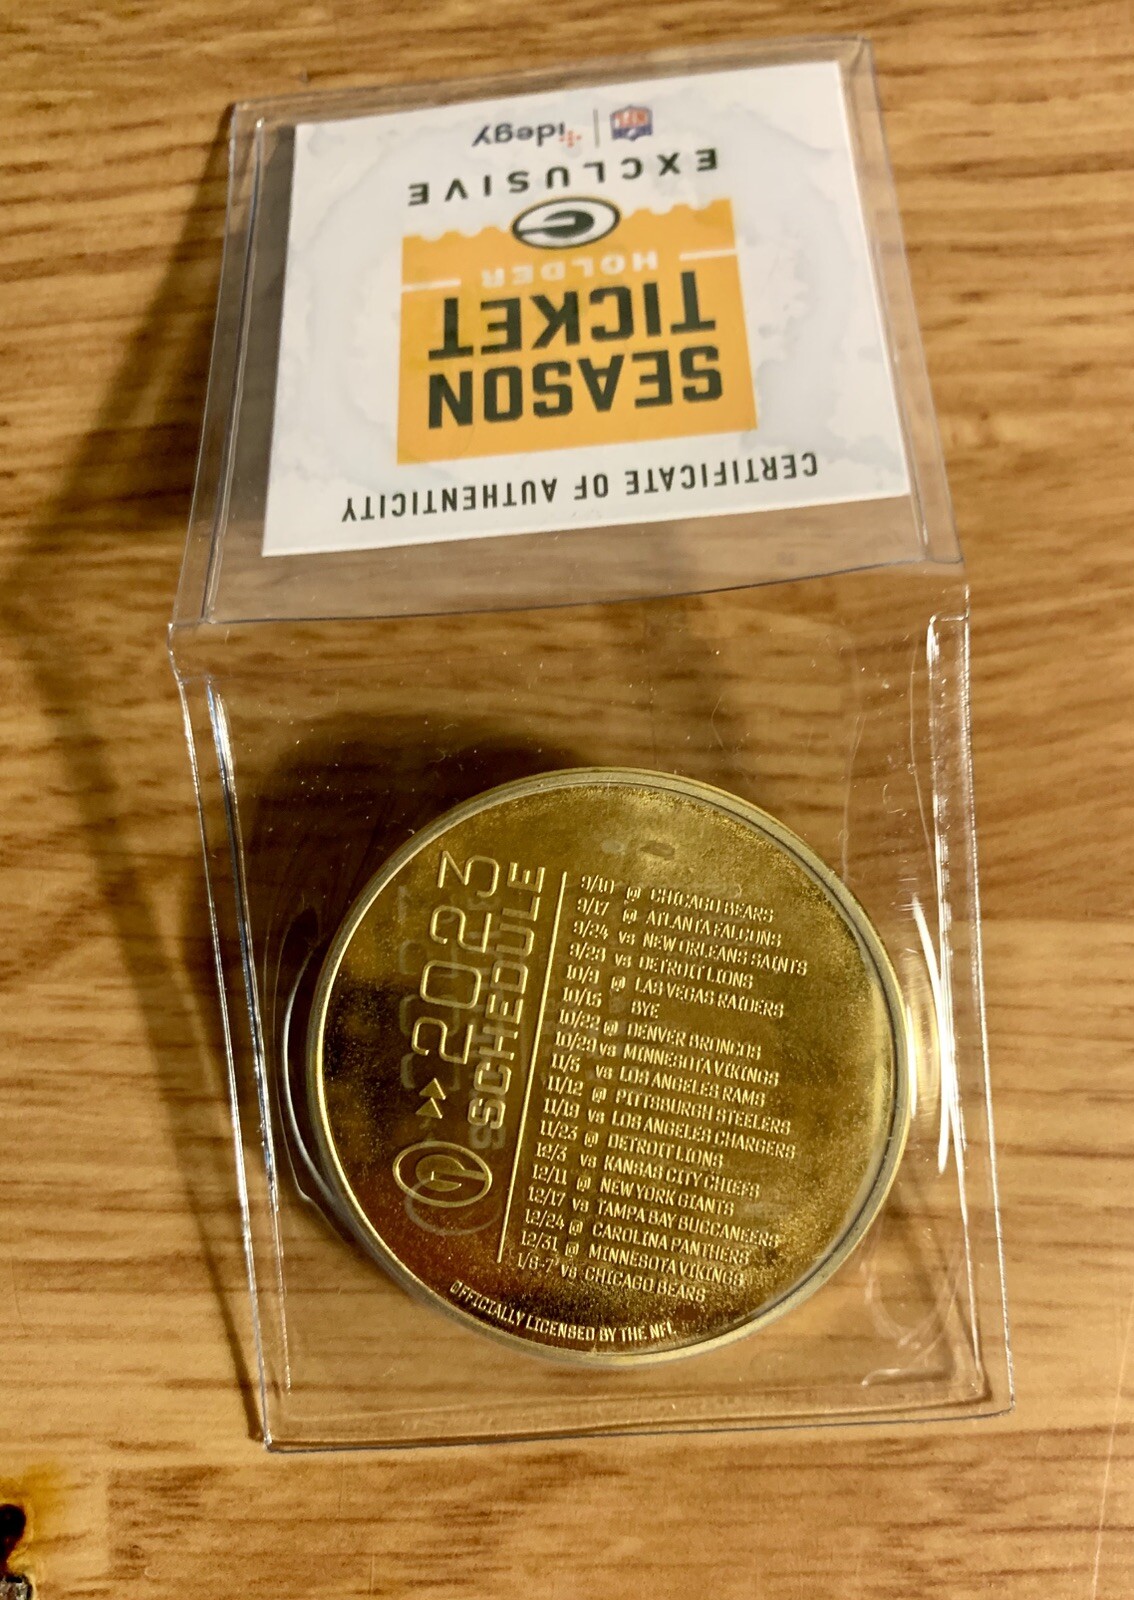 CERTIFICATE OF AUTHENTICITY
SEASON
TICKET
HOLDER
G
EXCLUSIVE
NFL | idegy
G 2023
SCHEDULE
9/10 @ CHICAGO BEARS
9/17 @ ATLANTA FALCONS
9/24 vs NEW ORLEANS SAINTS
9/28 vs DETROIT LIONS
10/9 @ LAS VEGAS RAIDERS
10/15 BYE
10/22 @ DENVER BRONCOS
10/29 vs MINNESOTA VIKINGS
11/5 vs LOS ANGELES RAMS
11/12 @ PITTSBURGH STEELERS
11/19 vs LOS ANGELES CHARGERS
11/23 @ DETROIT LIONS
12/3 vs KANSAS CITY CHIEFS
12/11 @ NEW YORK GIANTS
12/17 vs TAMPA BAY BUCCANEERS
12/24 @ CAROLINA PANTHERS
12/31 @ MINNESOTA VIKINGS
1/6-7 vs CHICAGO BEARS
OFFICIALLY LICENSED BY THE NFL